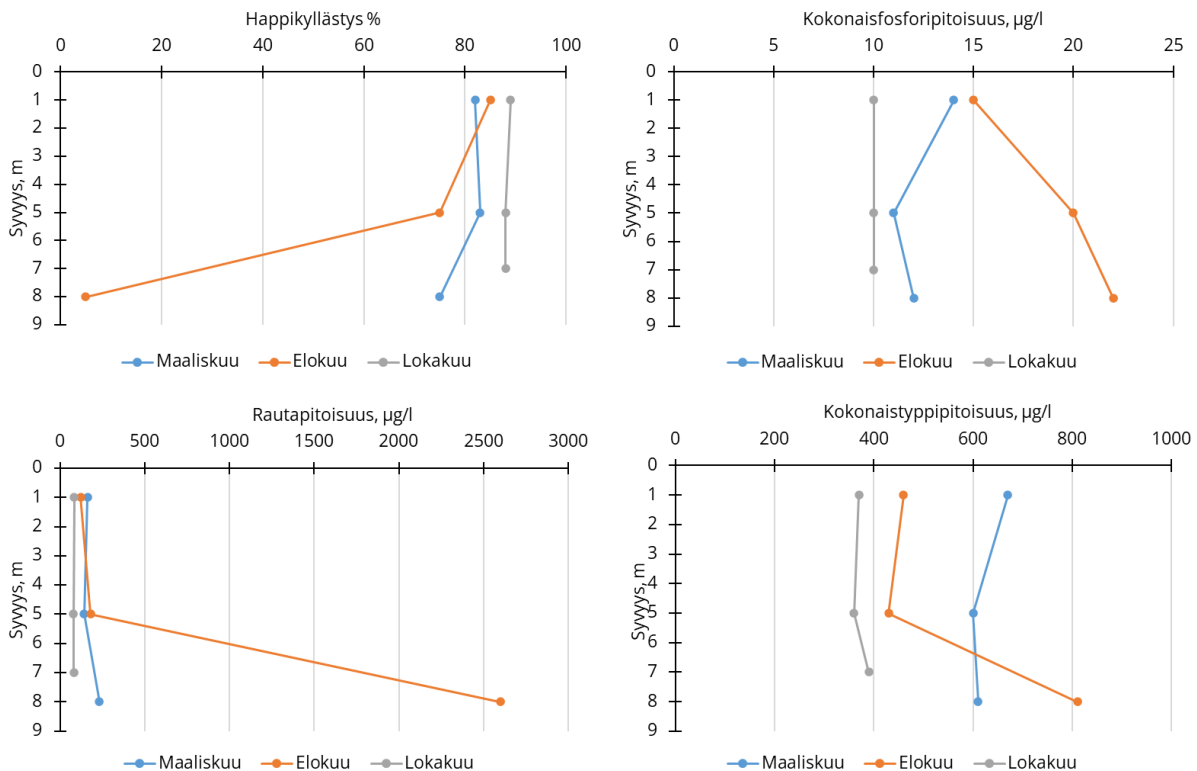 Happikyllästys %
0 20 40 60 80 100
0
1
2
3
4
5
6
7
8
9
Syvyys, m
Maaliskuu Elokuu Lokakuu
Kokonaisfosforipitoisuus, µg/l
0 5 10 15 20 25
0
1
2
3
4
5
6
7
8
9
Syvyys, m
Maaliskuu Elokuu Lokakuu
Rautapitoisuus, µg/l
0 500 1000 1500 2000 2500 3000
0
1
2
3
4
5
6
7
8
9
Syvyys, m
Maaliskuu Elokuu Lokakuu
Kokonaistyppipitoisuus, µg/l
0 200 400 600 800 1000
0
1
2
3
4
5
6
7
8
9
Syvyys, m
Maaliskuu Elokuu Lokakuu